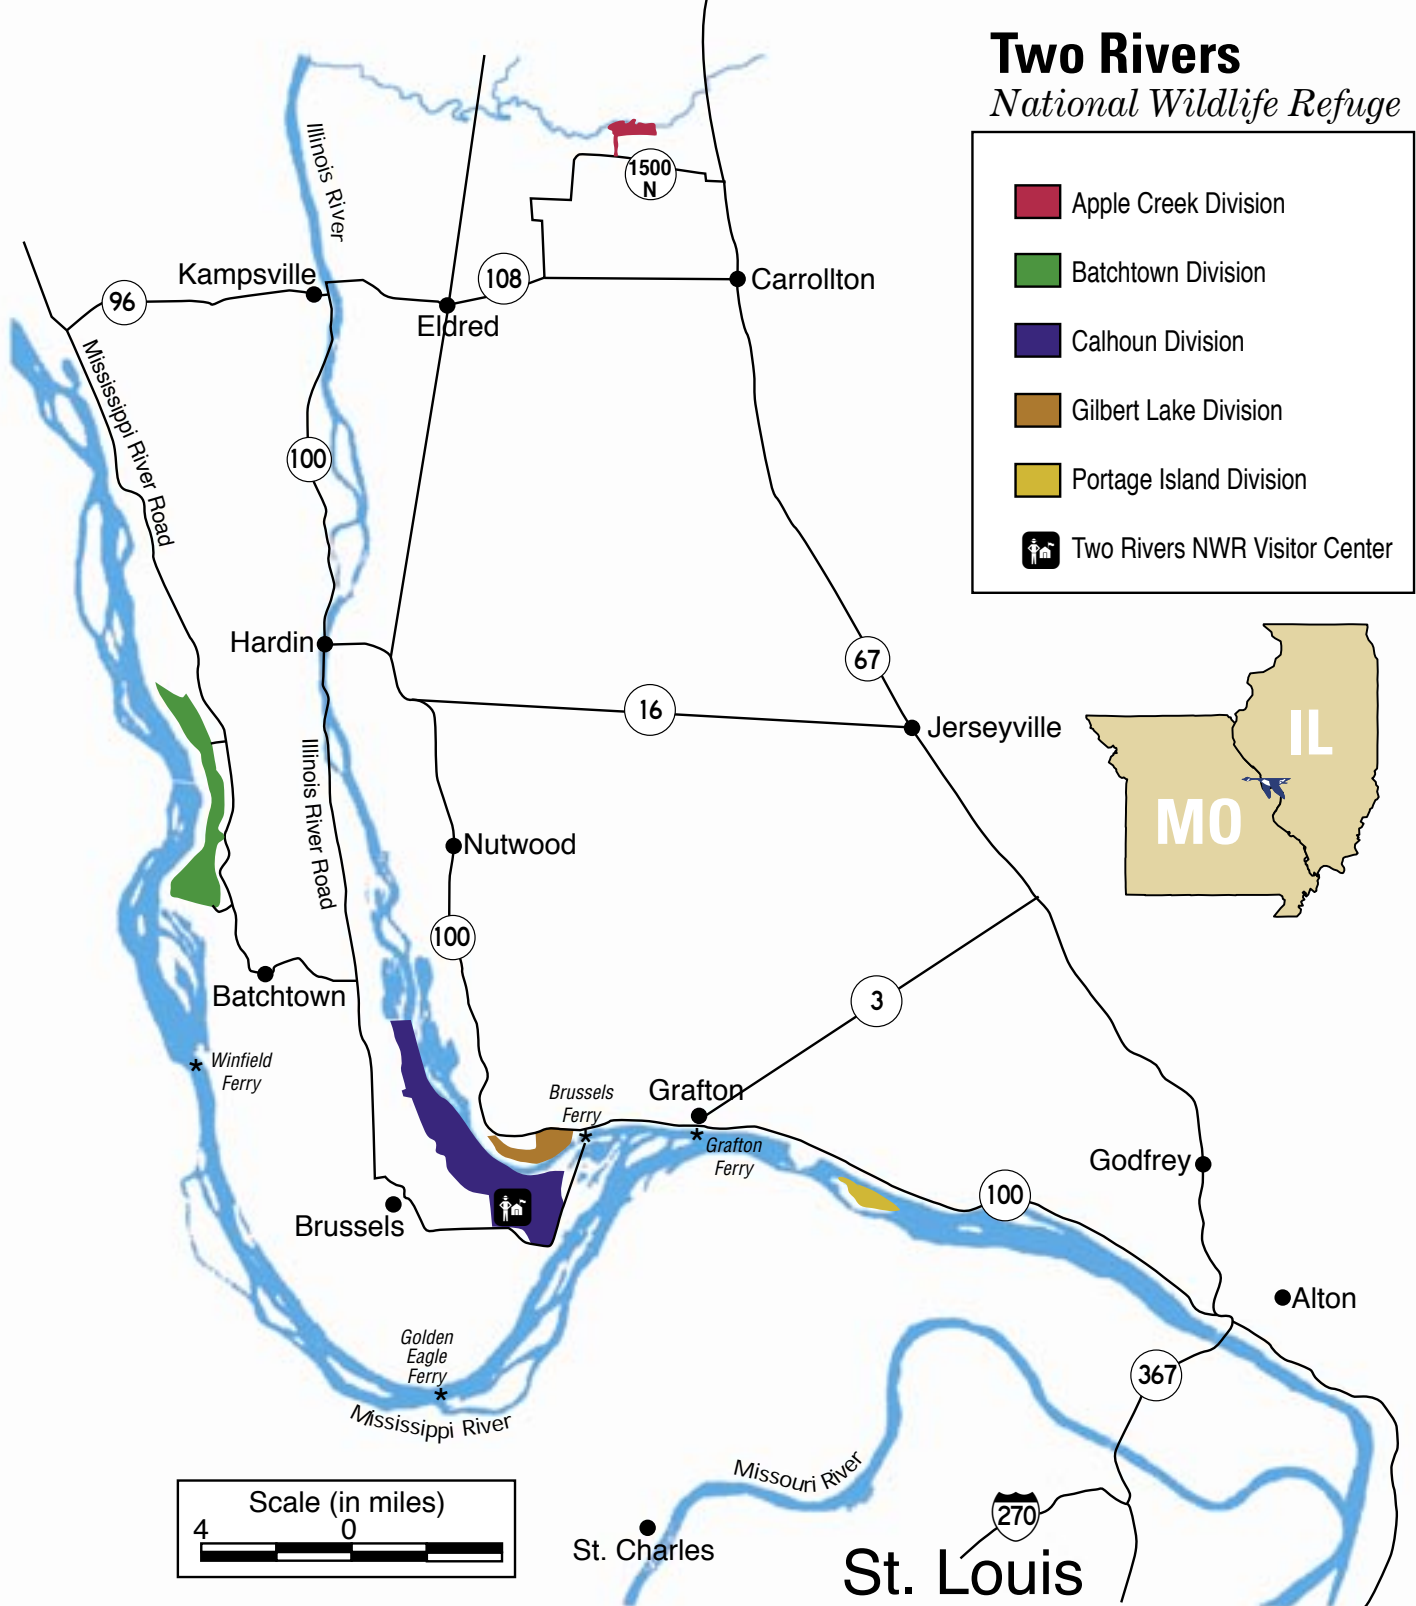 Two Rivers
National Wildlife Refuge
Apple Creek Division
Batchtown Division
Calhoun Division
Gilbert Lake Division
Portage Island Division
Two Rivers NWR Visitor Center
IL
MO
Illinois River
1500
N
Kampsville
96
108
Carrollton
Eldred
Mississippi River Road
100
Hardin
67
16
Jerseyville
Illinois River Road
Nutwood
100
Batchtown
3
Winfield
Ferry
Brussels
Ferry
Grafton
Grafton
Ferry
Godfrey
100
Brussels
Alton
Golden
Eagle
Ferry
367
Mississippi River
Missouri River
Scale (in miles)
4 0
270
St. Charles
St. Louis